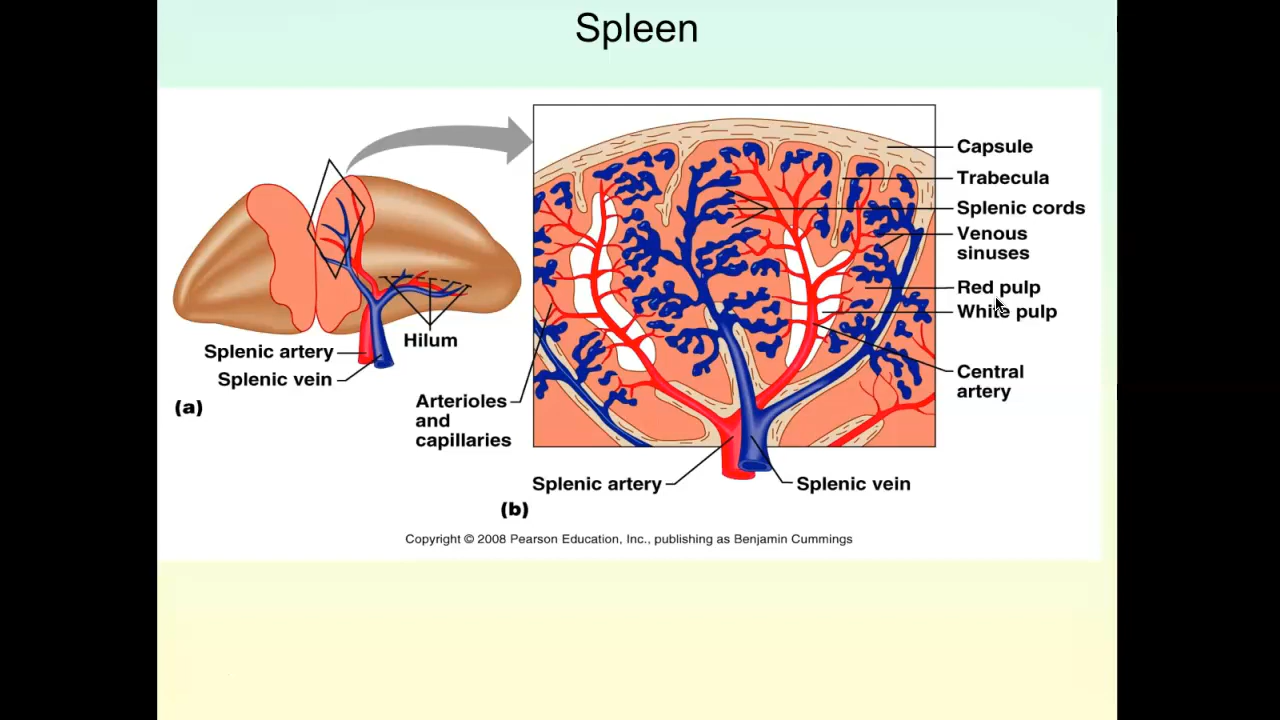 Spleen
Splenic artery
Splenic vein
Hilum
(a)
Arterioles
and
capillaries
Capsule
Trabecula
Splenic cords
Venous
sinuses
Red pulp
White pulp
Central
artery
Splenic artery
Splenic vein
(b)
Copyright © 2008 Pearson Education, Inc., publishing as Benjamin Cummings